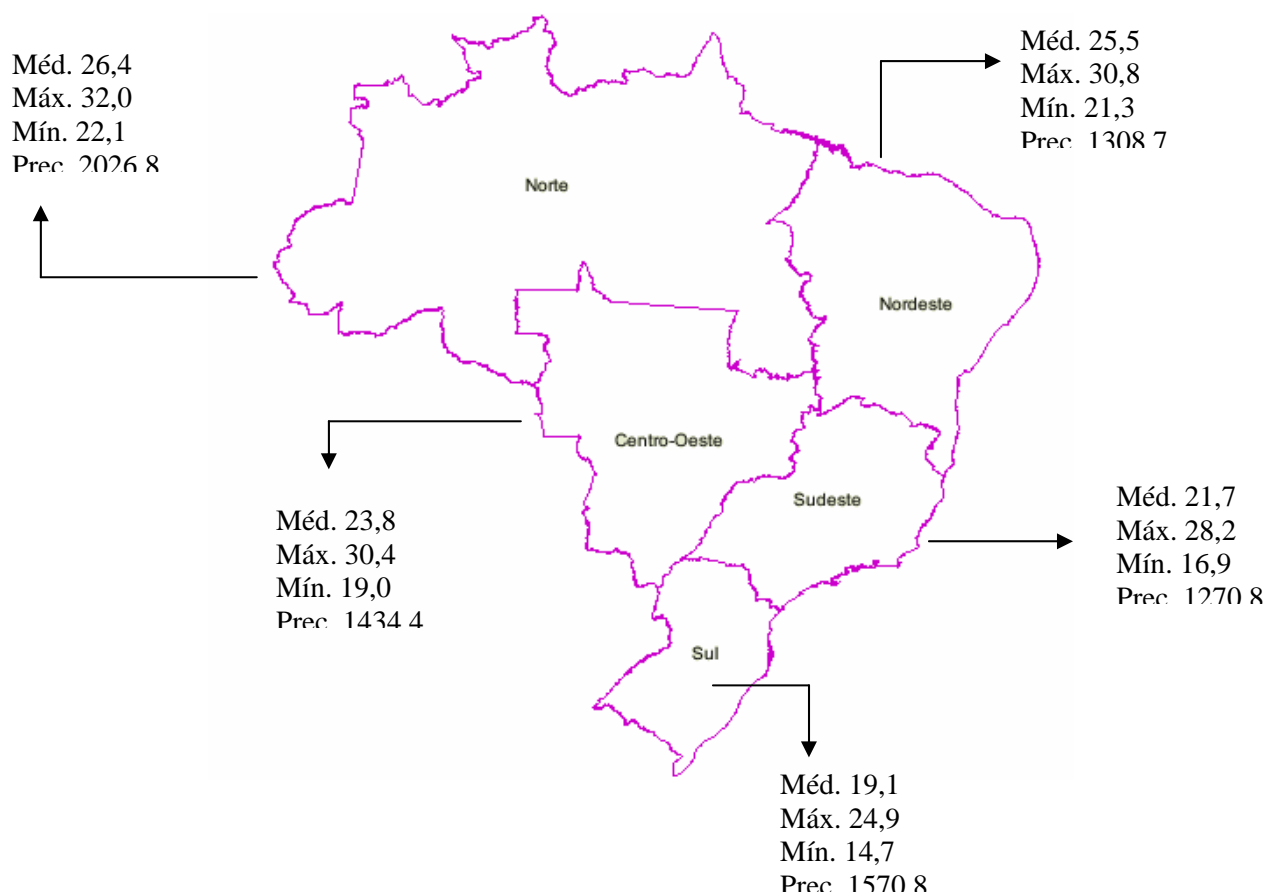 Méd. 26,4
Máx. 32,0
Mín. 22,1
Prec. 2026,8
Méd. 25,5
Máx. 30,8
Mín. 21,3
Prec. 1308,7
Norte
Nordeste
Centro-Oeste
Sudeste
Méd. 23,8
Máx. 30,4
Mín. 19,0
Prec. 1434,4
Méd. 21,7
Máx. 28,2
Mín. 16,9
Prec. 1270,8
Sul
Méd. 19,1
Máx. 24,9
Mín. 14,7
Prec. 1570,8